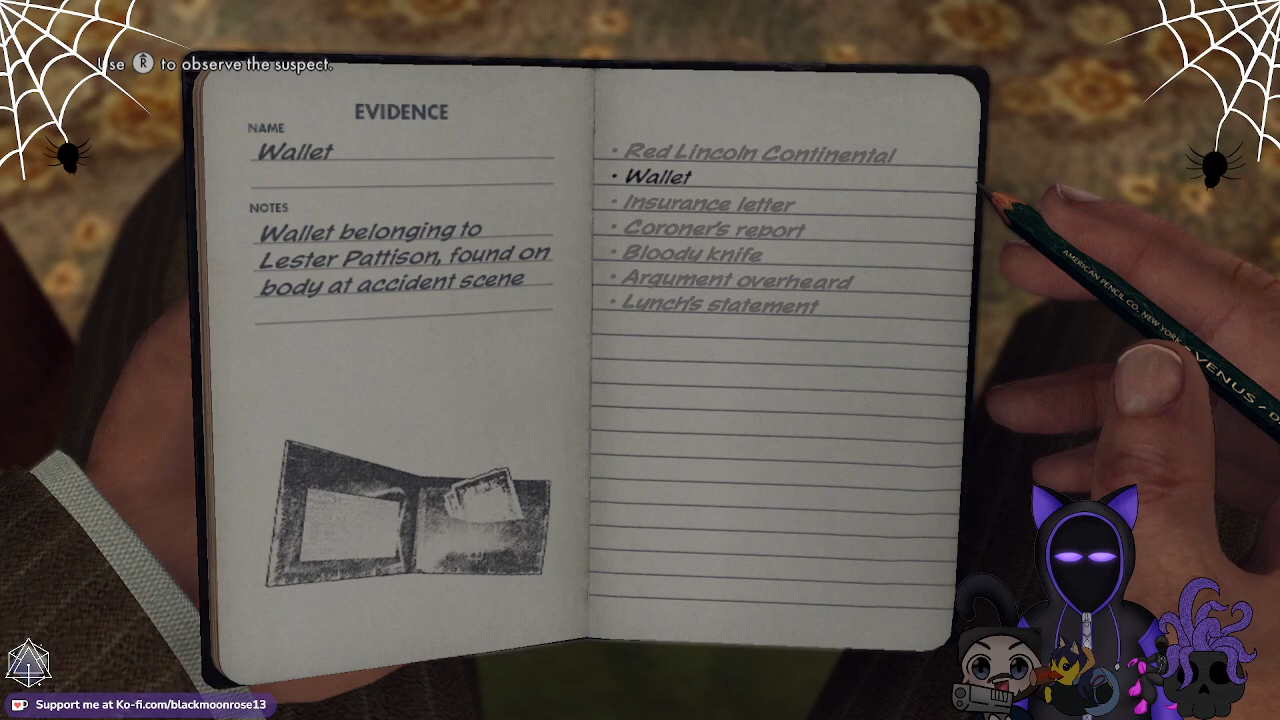 Use R to observe the suspect.
EVIDENCE
NAME
Wallet
NOTES
Wallet belonging to
Lester Pattison, found on
body at accident scene
· Red Lincoln Continental
· Wallet
· Insurance letter
· Coroner's report
· Bloody knife
· Argument overheard
· Lynch's statement
AMERICAN PENCIL CO. NEW YORK
VENUS
Support me at Ko-fi.com/blackmoonrose13